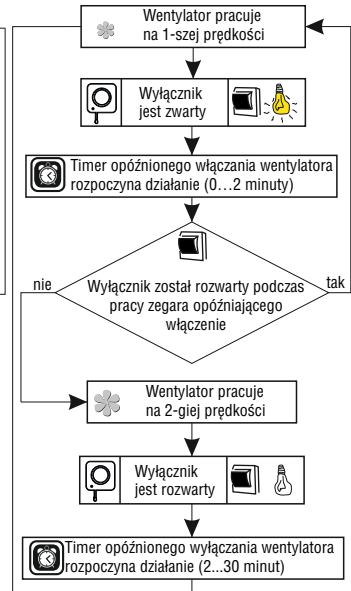 Wentylator pracuje
na 1-szej prędkości
Wyłącznik
jest zwarty
Timer opóźnionego włączania wentylatora
rozpoczyna działanie (0…2 minuty)
nie
tak
Wyłącznik został rozwarty podczas
pracy zegara opóźniającego
włączenie
Wentylator pracuje
na 2-giej prędkości
Wyłącznik
jest rozwarty
Timer opóźnionego wyłączania wentylatora
rozpoczyna działanie (2...30 minut)